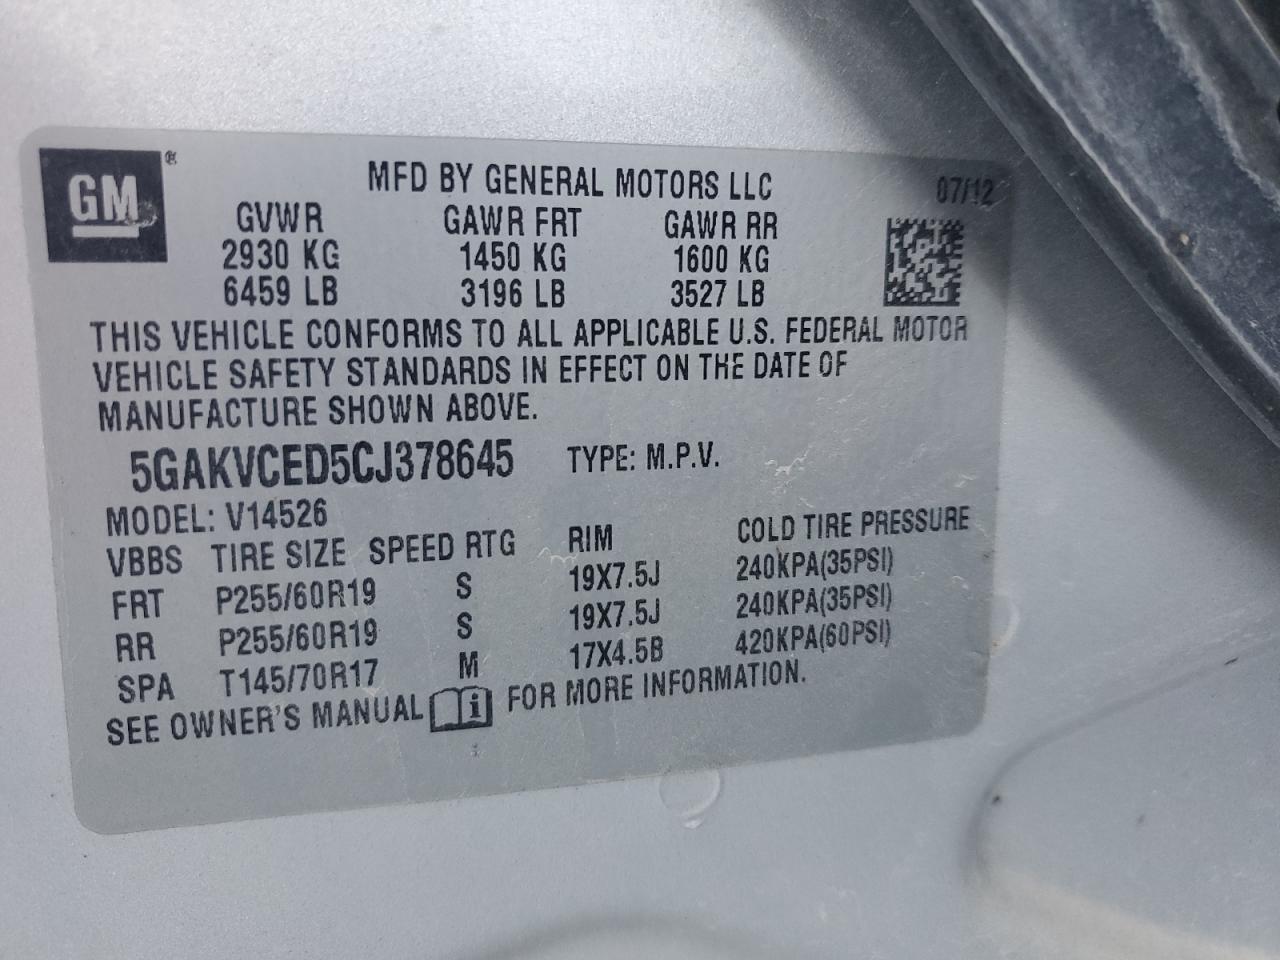 GM®
MFD BY GENERAL MOTORS LLC 07/12
GVWR GAWR FRT GAWR RR
2930 KG 1450 KG 1600 KG
6459 LB 3196 LB 3527 LB
THIS VEHICLE CONFORMS TO ALL APPLICABLE U.S. FEDERAL MOTOR
VEHICLE SAFETY STANDARDS IN EFFECT ON THE DATE OF
MANUFACTURE SHOWN ABOVE.
5GAKVCED5CJ378645 TYPE: M.P.V.
MODEL: V14526
VBBS TIRE SIZE SPEED RTG RIM COLD TIRE PRESSURE
FRT P255/60R19 S 19X7.5J 240KPA(35PSI)
RR P255/60R19 S 19X7.5J 240KPA(35PSI)
SPA T145/70R17 M 17X4.5B 420KPA(60PSI)
SEE OWNER'S MANUAL i FOR MORE INFORMATION.